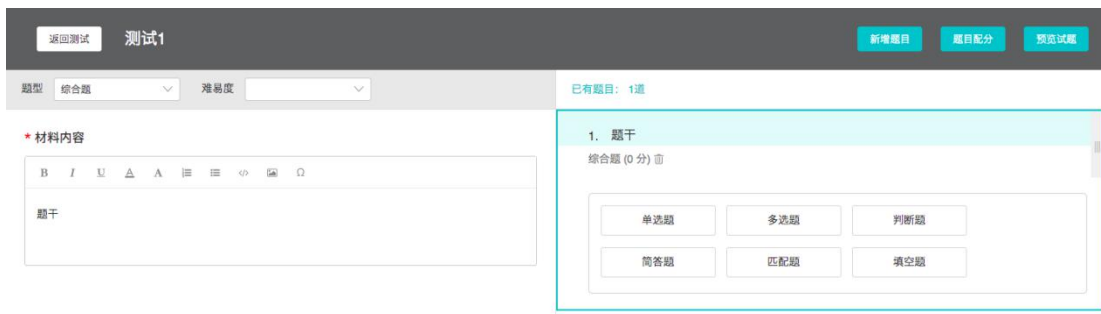 返回测试 测试1 新增题目 题目配分 预览试题
题型 综合题 难易度
已有题目： 1道
* 材料内容
B I U A A Ω
题干
1. 题干
综合题 (0 分)
单选题 多选题 判断题
简答题 匹配题 填空题